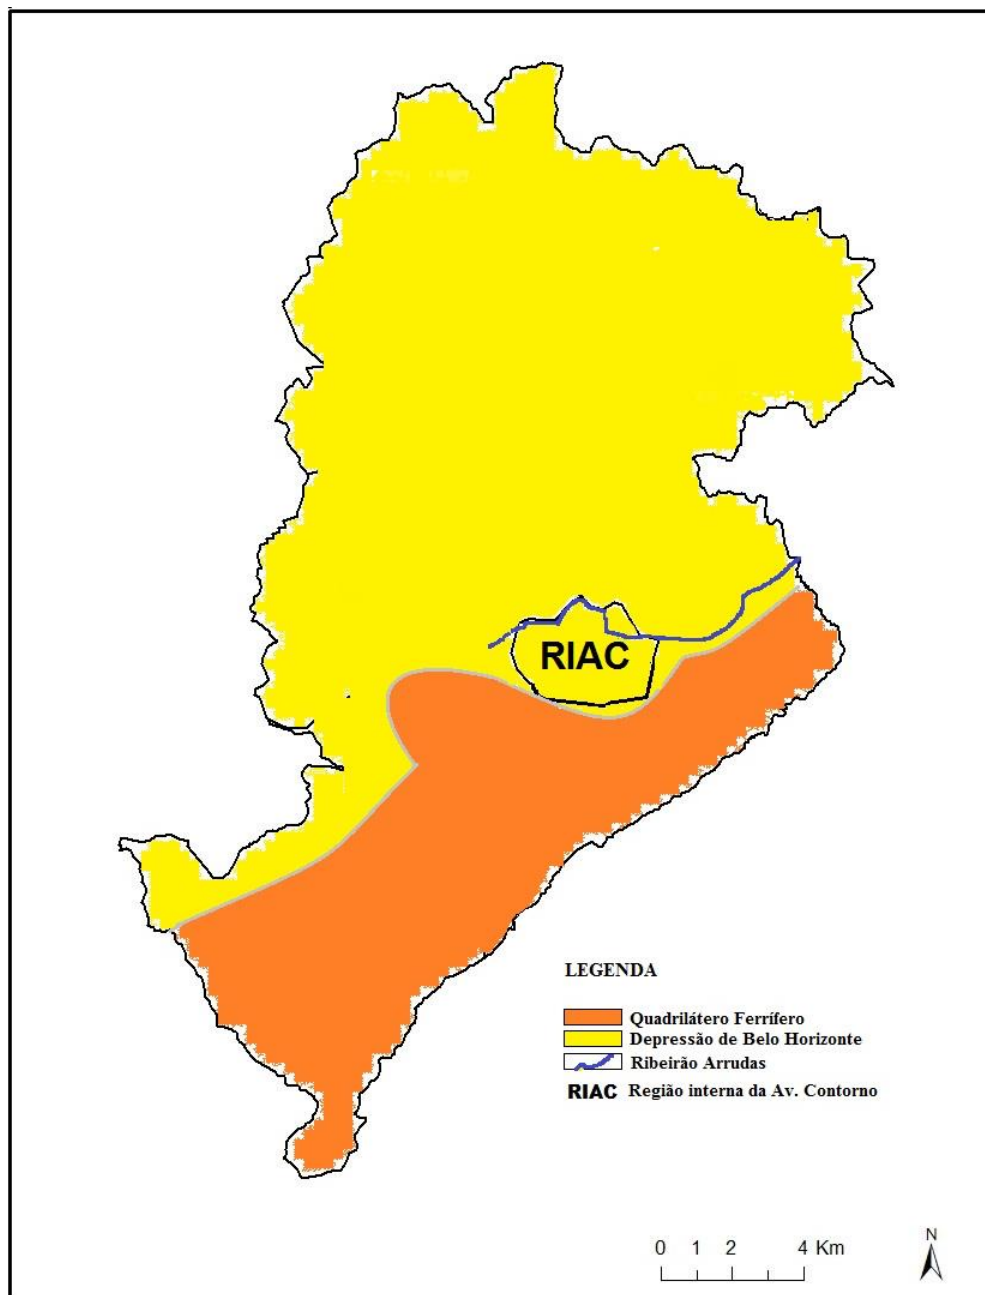 RIAC
LEGENDA
Quadrilátero Ferrífero
Depressão de Belo Horizonte
Ribeirão Arrudas
RIAC Região interna da Av. Contorno
N
0 1 2 4 Km